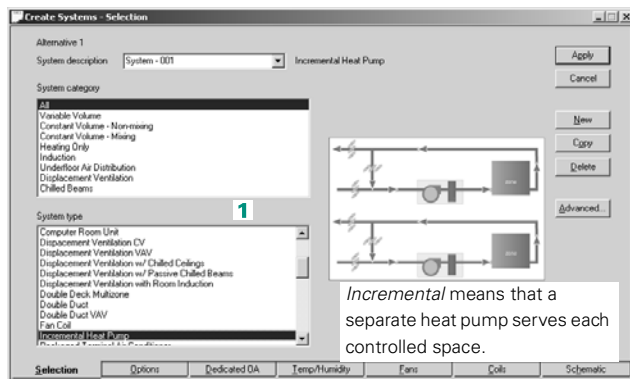 Create Systems - Selection
Alternative 1
System description
System - 001
Incremental Heat Pump
Apply
Cancel
System category
All
Variable Volume
Constant Volume - Non-mixing
Constant Volume - Mixing
Heating Only
Induction
Underfloor Air Distribution
Displacement Ventilation
Chilled Beams
New
Copy
Delete
Advanced...
1
System type
Computer Room Unit
Dispacement Ventilation CV
Displacement Ventilation VAV
Displacement Ventilation w/ Chilled Ceilings
Displacement Ventilation w/ Passive Chilled Beams
Displacement Ventilation with Room Induction
Double Deck Multizone
Double Duct
Double Duct VAV
Fan Coil
Incremental Heat Pump
Packaged Terminal Air Conditioner
Incremental means that a
separate heat pump serves each
controlled space.
Selection
Options
Dedicated OA
Temp/Humidity
Fans
Coils
Schematic